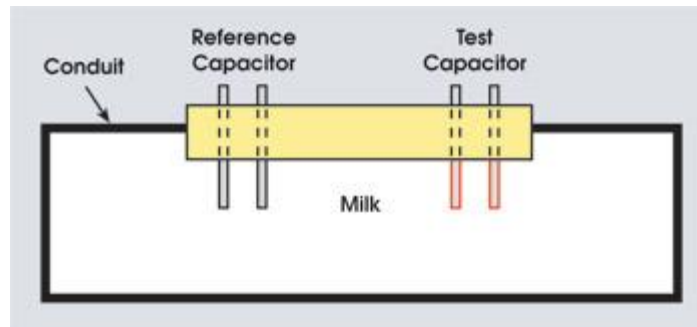 Conduit
Reference
Capacitor
Test
Capacitor
Milk